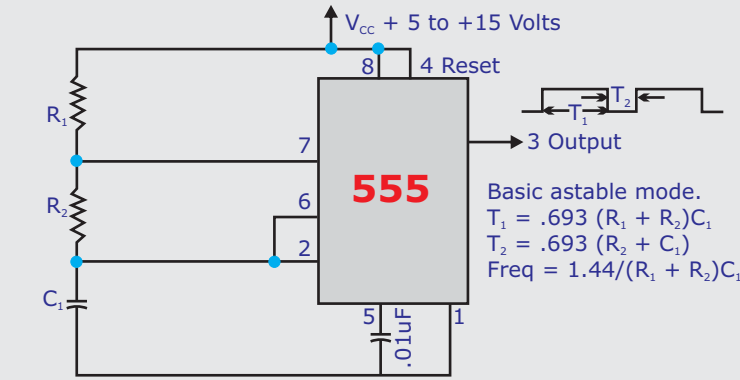 V_CC + 5 to +15 Volts
8
4 Reset
R₁
T₁
T₂
7
3 Output
555
R₂
6
2
Basic astable mode.
T₁ = .693 (R₁ + R₂)C₁
T₂ = .693 (R₂ + C₁)
Freq = 1.44/(R₁ + R₂)C₁
C₁
5
.01uF
1